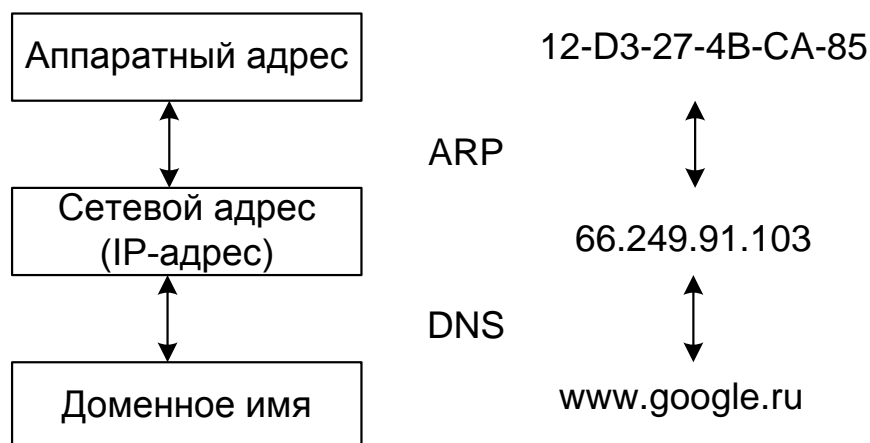 Аппаратный адрес
12-D3-27-4B-CA-85
ARP
Сетевой адрес
(IP-адрес)
66.249.91.103
DNS
Доменное имя
www.google.ru